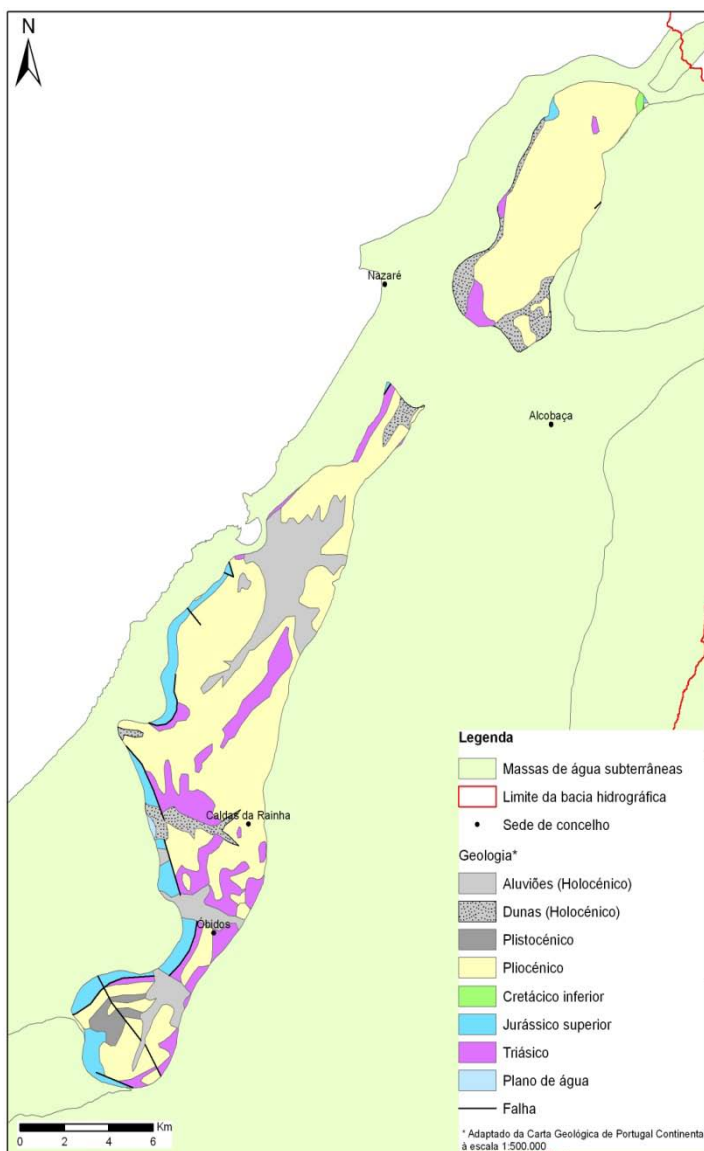 N
Nazaré
Alcobaça
Caldas da Rainha
Óbidos
Legenda
Massas de água subterrâneas
Limite da bacia hidrográfica
Sede de concelho
Geologia*
Aluviões (Holocénico)
Dunas (Holocénico)
Plistocénico
Pliocénico
Cretácico inferior
Jurássico superior
Triásico
Plano de água
Falha
* Adaptado da Carta Geológica de Portugal Continenta
à escala 1:500.000
Km
0 2 4 6